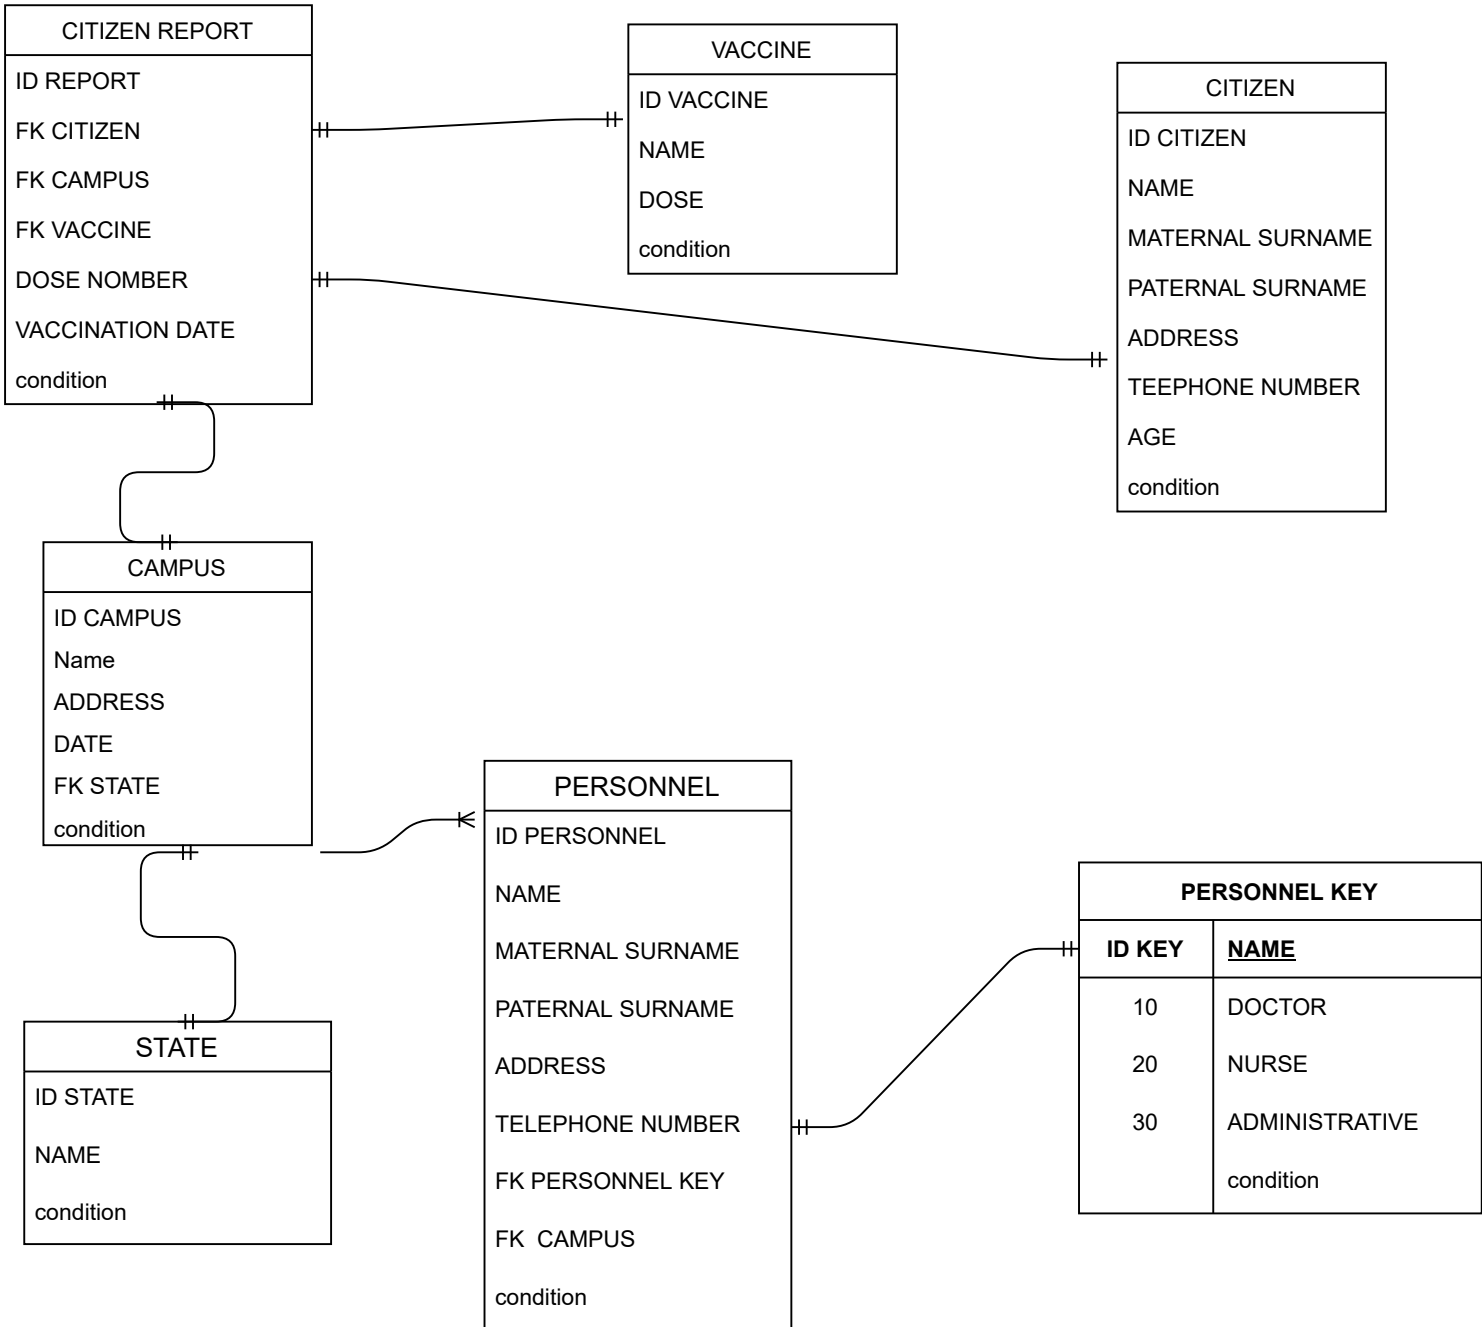 CITIZEN REPORT
ID REPORT
FK CITIZEN
FK CAMPUS
FK VACCINE
DOSE NOMBER
VACCINATION DATE
condition
VACCINE
ID VACCINE
NAME
DOSE
condition
CITIZEN
ID CITIZEN
NAME
MATERNAL SURNAME
PATERNAL SURNAME
ADDRESS
TEEPHONE NUMBER
AGE
condition
CAMPUS
ID CAMPUS
Name
ADDRESS
DATE
FK STATE
condition
STATE
ID STATE
NAME
condition
PERSONNEL
ID PERSONNEL
NAME
MATERNAL SURNAME
PATERNAL SURNAME
ADDRESS
TELEPHONE NUMBER
FK PERSONNEL KEY
FK  CAMPUS
condition
PERSONNEL KEY
ID KEY NAME
10 DOCTOR
20 NURSE
30 ADMINISTRATIVE
condition